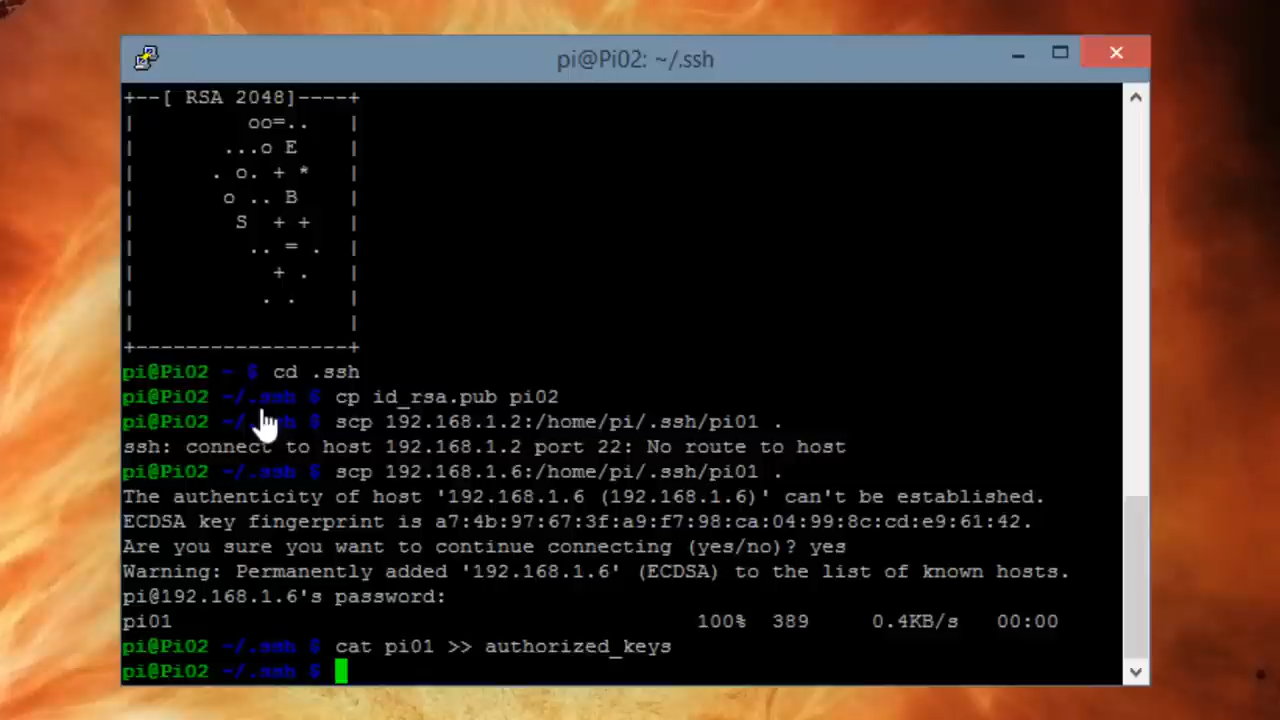 pi@Pi02: ~/.ssh
+--[ RSA 2048]----+
|         oo=..   |
|       ...o E    |
|      . o. + *   |
|       o .. B    |
|        S  + +   |
|         .. = .  |
|           + .   |
|          . .    |
|                 |
+-----------------+
pi@Pi02 ~ $ cd .ssh
pi@Pi02 ~/.ssh $ cp id_rsa.pub pi02
pi@Pi02 ~/.ssh $ scp 192.168.1.2:/home/pi/.ssh/pi01 .
ssh: connect to host 192.168.1.2 port 22: No route to host
pi@Pi02 ~/.ssh $ scp 192.168.1.6:/home/pi/.ssh/pi01 .
The authenticity of host '192.168.1.6 (192.168.1.6)' can't be established.
ECDSA key fingerprint is a7:4b:97:67:3f:a9:f7:98:ca:04:99:8c:cd:e9:61:42.
Are you sure you want to continue connecting (yes/no)? yes
Warning: Permanently added '192.168.1.6' (ECDSA) to the list of known hosts.
pi@192.168.1.6's password:
pi01                                          100%  389     0.4KB/s   00:00
pi@Pi02 ~/.ssh $ cat pi01 >> authorized_keys
pi@Pi02 ~/.ssh $